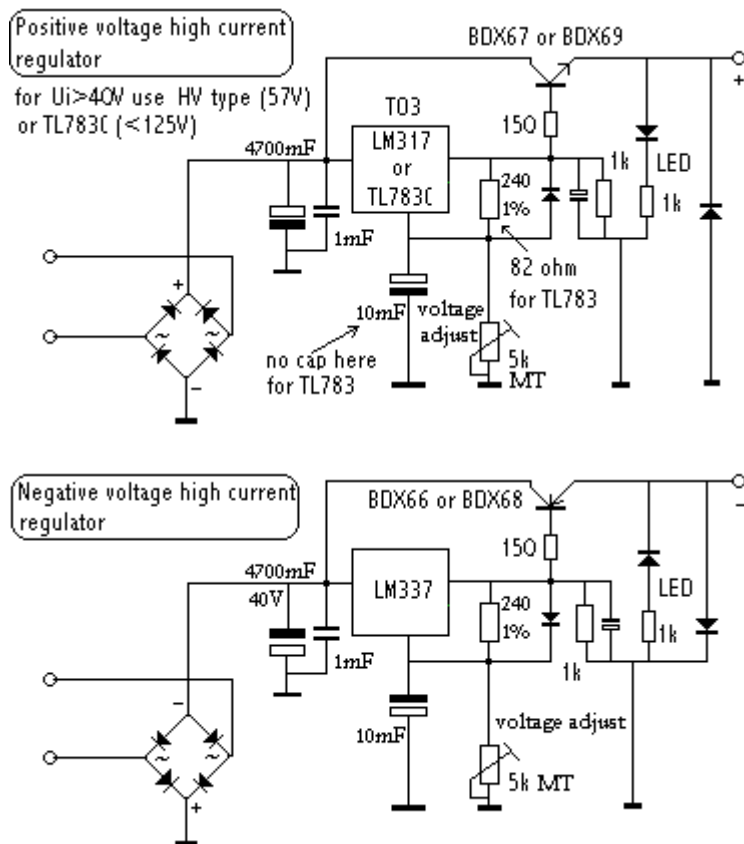 Positive voltage high current
regulator
for Ui>40V use HV type (57V)
or TL783C (<125V)
BDX67 or BDX69
+
TO3
LM317
or
TL783C
150
4700mF
1mF
240
1%
1k
LED
1k
82 ohm
for TL783
10mF
voltage
adjust
5k
MT
no cap here
for TL783
+
~
~
−
Negative voltage high current
regulator
BDX66 or BDX68
−
150
4700mF
40V
LM337
1mF
240
1%
1k
LED
1k
10mF
voltage adjust
5k MT
−
~
~
+